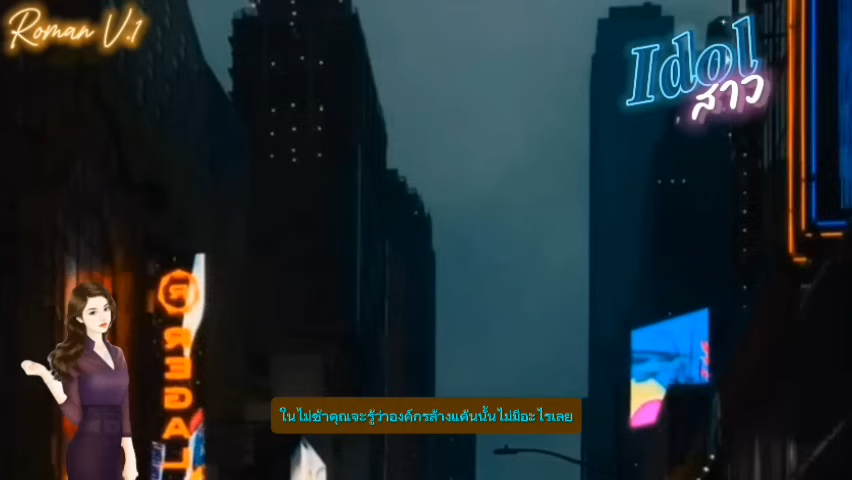 Roman V.1
Idol
สาว
REGAL
ในไม่ช้าคุณจะรู้ว่าองค์กรล้างแค้นนั้นไม่มีอะไรเลย